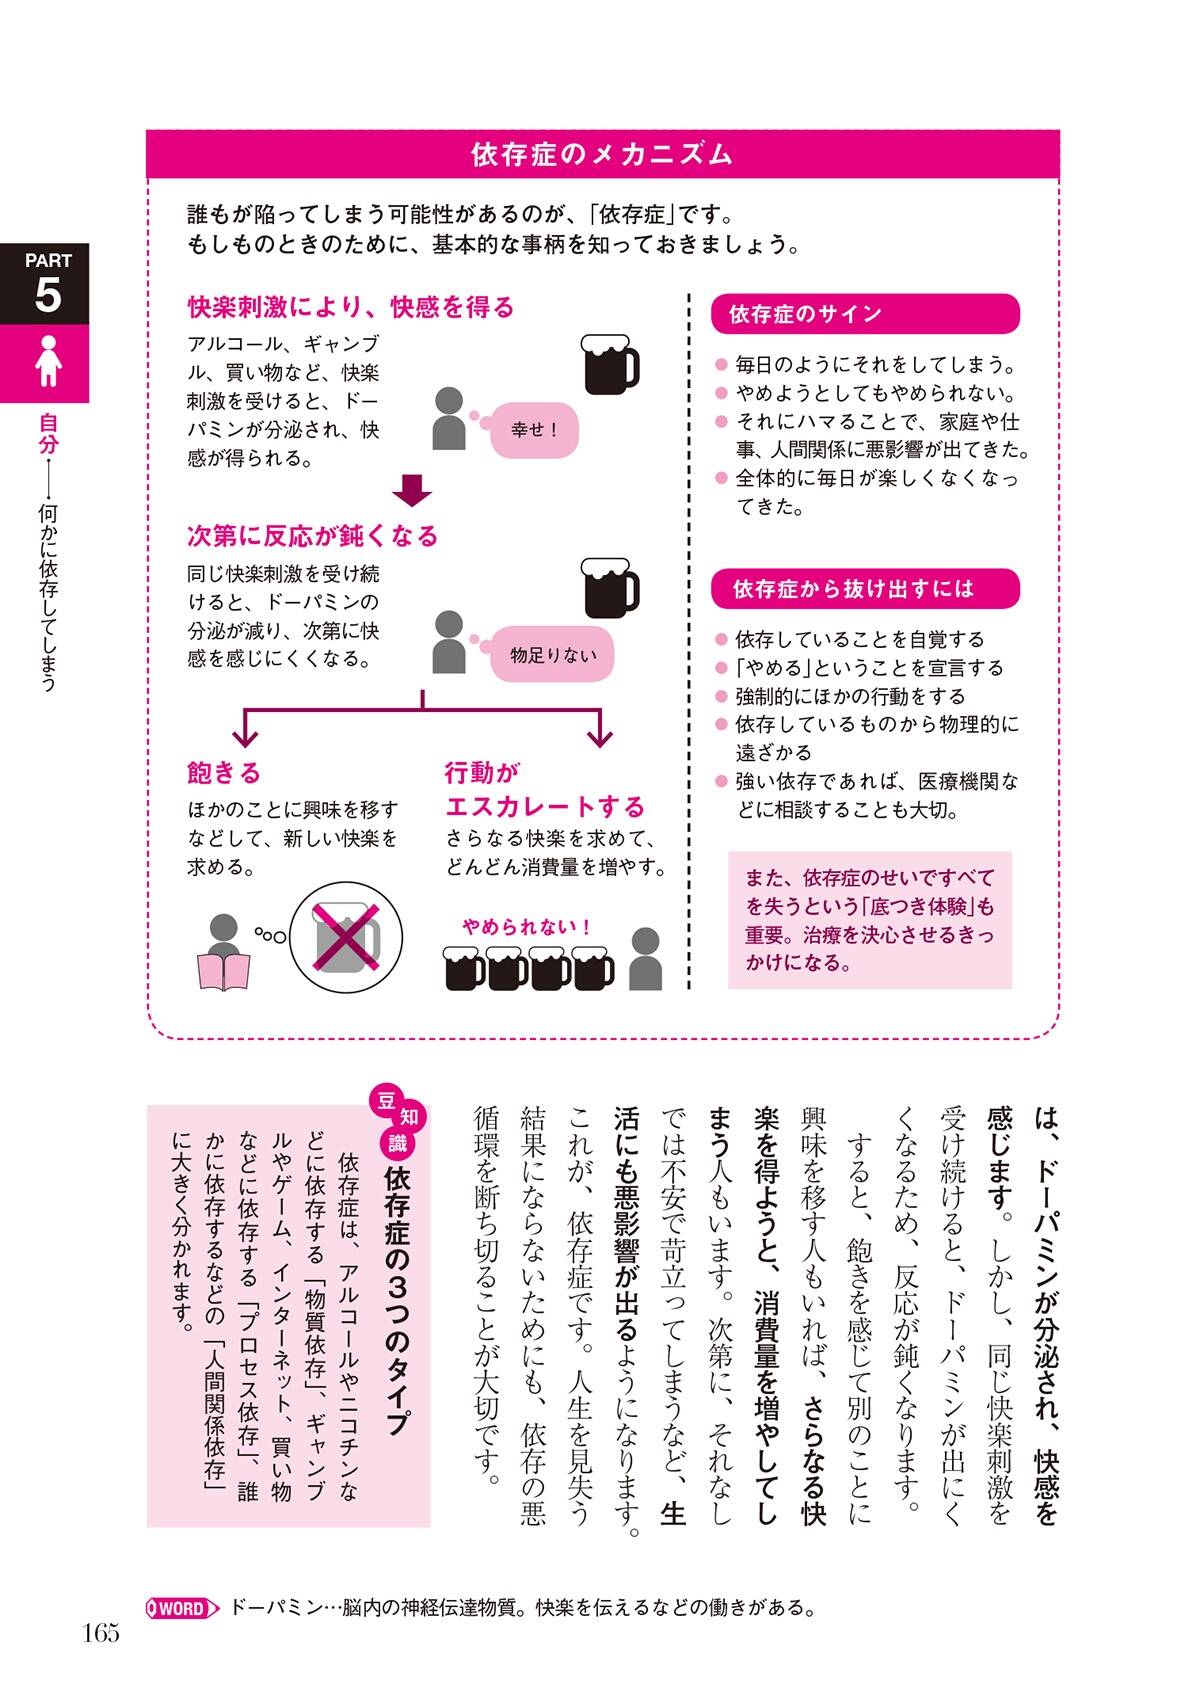 依存症のメカニズム
誰もが陥ってしまう可能性があるのが、「依存症」です。
もしものときのために、基本的な事柄を知っておきましょう。
PART
5
自分――何かに依存してしまう
快楽刺激により、快感を得る
アルコール、ギャンブ
ル、買い物など、快楽
刺激を受けると、ドー
パミンが分泌され、快
感が得られる。
幸せ！
次第に反応が鈍くなる
同じ快楽刺激を受け続
けると、ドーパミンの
分泌が減り、次第に快
感を感じにくくなる。
物足りない
飽きる
ほかのことに興味を移す
などして、新しい快楽を
求める。
行動が
エスカレートする
さらなる快楽を求めて、
どんどん消費量を増やす。
やめられない！
依存症のサイン
● 毎日のようにそれをしてしまう。
● やめようとしてもやめられない。
● それにハマることで、家庭や仕
事、人間関係に悪影響が出てきた。
● 全体的に毎日が楽しくなくなっ
てきた。
依存症から抜け出すには
● 依存していることを自覚する
● 「やめる」ということを宣言する
● 強制的にほかの行動をする
● 依存しているものから物理的に
遠ざかる
● 強い依存であれば、医療機関な
どに相談することも大切。
また、依存症のせいですべて
を失うという「底つき体験」も
重要。治療を決心させるきっ
かけになる。
は、ドーパミンが分泌され、快感を
感じます。しかし、同じ快楽刺激を
受け続けると、ドーパミンが出にく
くなるため、反応が鈍くなります。
すると、飽きを感じて別のことに
興味を移す人もいれば、さらなる快
楽を得ようと、消費量を増やしてし
まう人もいます。次第に、それなし
では不安で苛立ってしまうなど、生
活にも悪影響が出るようになります。
これが、依存症です。人生を見失う
結果にならないためにも、依存の悪
循環を断ち切ることが大切です。
豆知識
依存症の3つのタイプ
依存症は、アルコールやニコチンな
どに依存する「物質依存」、ギャンブ
ルやゲーム、インターネット、買い物
などに依存する「プロセス依存」、誰
かに依存するなどの「人間関係依存」
に大きく分かれます。
WORD ドーパミン…脳内の神経伝達物質。快楽を伝えるなどの働きがある。
165